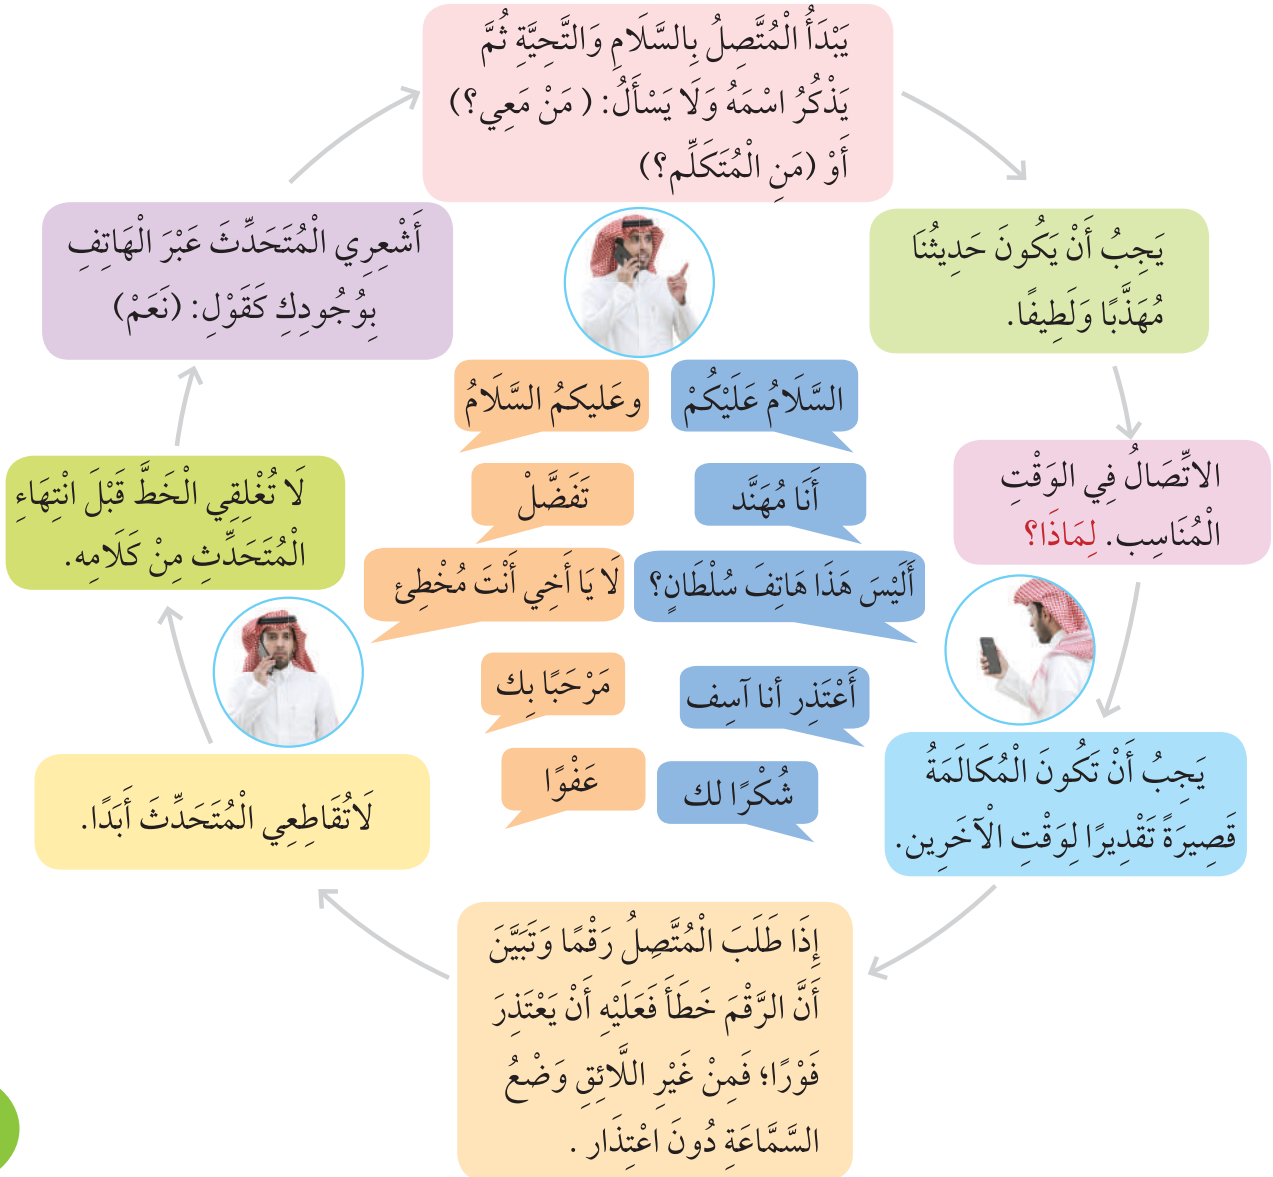 يَبْدَأُ الْمُتَّصِلُ بِالسَّلَامِ وَالتَّحِيَّةِ ثُمَّ
يَذْكُرُ اسْمَهُ وَلَا يَسْأَلُ: ( مَنْ مَعِي؟)
أَوْ (مَنِ الْمُتَكَلِّم؟)
يَجِبُ أَنْ يَكُونَ حَدِيثُنَا
مُهَذَّبًا وَلَطِيفًا.
الاتِّصَالُ فِي الوَقْتِ
الْمُنَاسِب. لِمَاذَا؟
يَجِبُ أَنْ تَكُونَ الْمُكَالَمَةُ
قَصِيرَةً تَقْدِيرًا لِوَقْتِ الْآخَرِين.
إِذَا طَلَبَ الْمُتَّصِلُ رَقْمًا وَتَبَيَّنَ
أَنَّ الرَّقْمَ خَطَأَ فَعَلَيْهِ أَنْ يَعْتَذِرَ
فَوْرًا؛ فَمِنْ غَيْرِ اللَّائِقِ وَضْعُ
السَّمَّاعَةِ دُونَ اعْتِذَار .
لَاتُقَاطِعِي الْمُتَحَدِّثَ أَبَدًا.
لَا تُغْلِقِي الْخَطَّ قَبْلَ انْتِهَاءِ
الْمُتَحَدِّثِ مِنْ كَلَامِه.
أَشْعِرِي الْمُتَحَدِّثَ عَبْرَ الْهَاتِفِ
بِوُجُودِكِ كَقَوْلِ: (نَعَمْ)
السَّلَامُ عَلَيْكُمْ
وعَليكمُ السَّلَامُ
أَنَا مُهَنَّد
تَفَضَّلْ
أَلَيْسَ هَذَا هَاتِفَ سُلْطَانٍ؟
لَا يَا أَخِي أَنْتَ مُخْطِئ
أَعْتَذِر أنا آسِف
مَرْحَبًا بِك
شُكْرًا لك
عَفْوًا